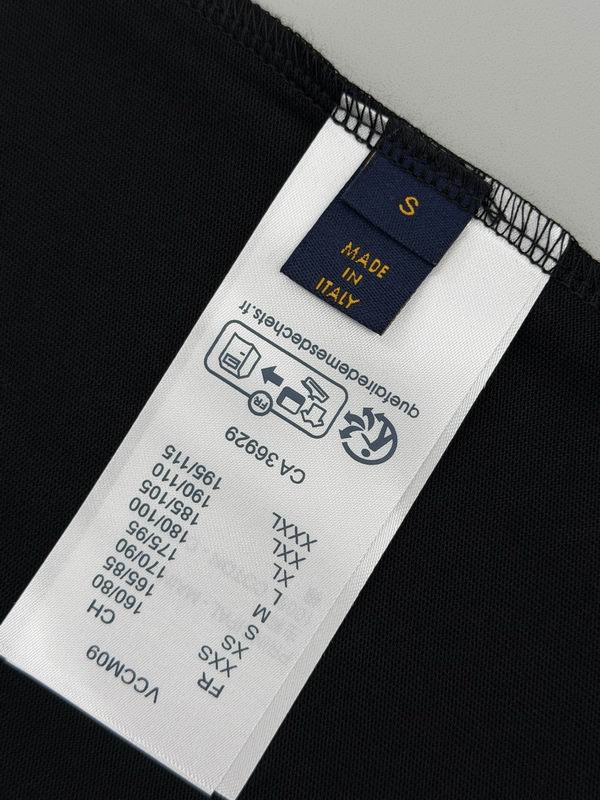 S
MADE
IN
ITALY
VCCM09
FR CH
XXS 160/80
XS 165/85
S 170/90
M 175/95
L 180/100
XL 185/105
XXL 190/110
XXXL 195/115
CA 36929
FR
quefairedemesdechets.fr